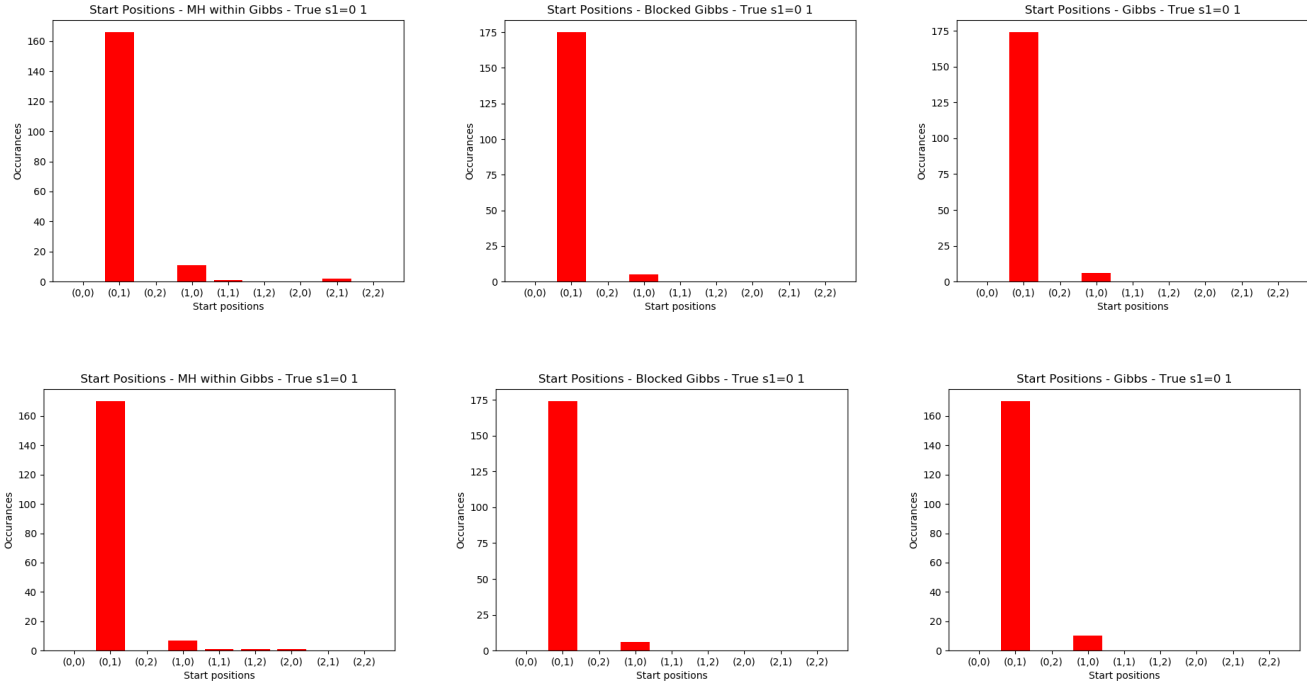 Start Positions - MH within Gibbs - True s1=0 1
Occurances
160
140
120
100
80
60
40
20
0
(0,0) (0,1) (0,2) (1,0) (1,1) (1,2) (2,0) (2,1) (2,2)
Start positions
Start Positions - Blocked Gibbs - True s1=0 1
Occurances
175
150
125
100
75
50
25
0
(0,0) (0,1) (0,2) (1,0) (1,1) (1,2) (2,0) (2,1) (2,2)
Start positions
Start Positions - Gibbs - True s1=0 1
Occurances
175
150
125
100
75
50
25
0
(0,0) (0,1) (0,2) (1,0) (1,1) (1,2) (2,0) (2,1) (2,2)
Start positions
Start Positions - MH within Gibbs - True s1=0 1
Occurances
160
140
120
100
80
60
40
20
0
(0,0) (0,1) (0,2) (1,0) (1,1) (1,2) (2,0) (2,1) (2,2)
Start positions
Start Positions - Blocked Gibbs - True s1=0 1
Occurances
175
150
125
100
75
50
25
0
(0,0) (0,1) (0,2) (1,0) (1,1) (1,2) (2,0) (2,1) (2,2)
Start positions
Start Positions - Gibbs - True s1=0 1
Occurances
160
140
120
100
80
60
40
20
0
(0,0) (0,1) (0,2) (1,0) (1,1) (1,2) (2,0) (2,1) (2,2)
Start positions